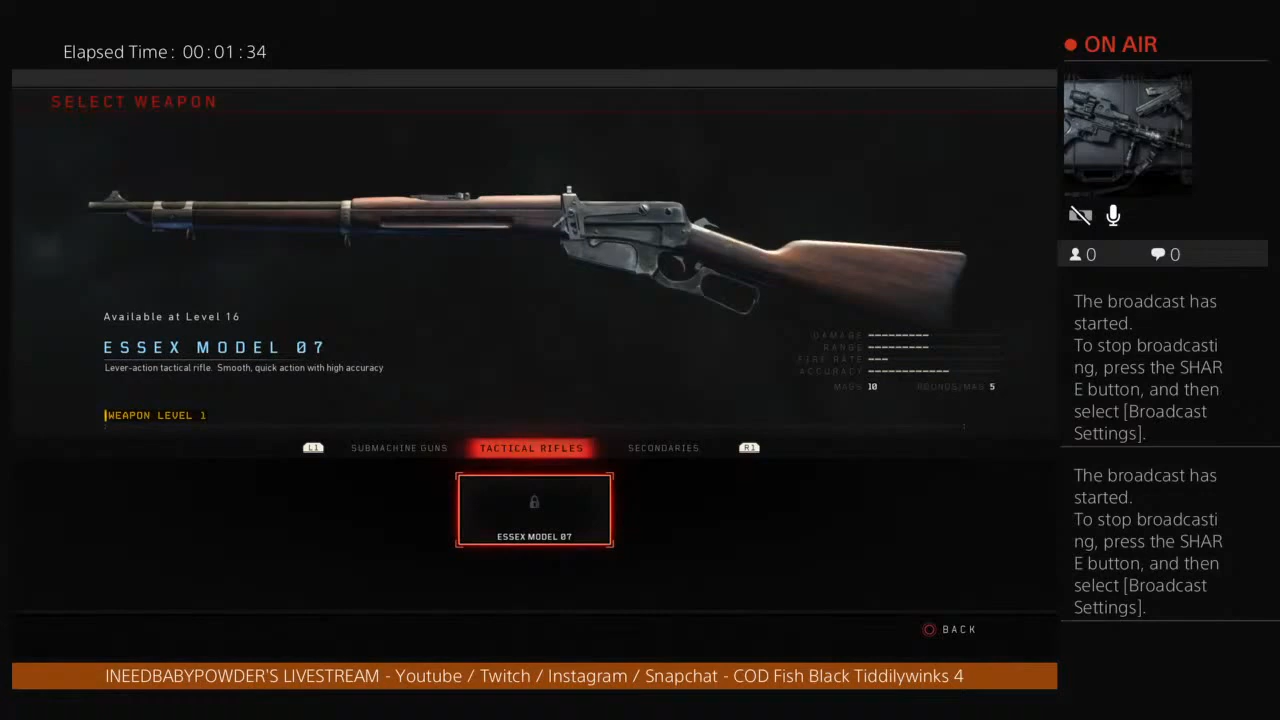 Elapsed Time: 00:01:34
ON AIR
SELECT WEAPON
Available at Level 16
ESSEX MODEL 07
Lever-action tactical rifle. Smooth, quick action with high accuracy
DAMAGE
RANGE
FIRE RATE
ACCURACY
MAGS 10 ROUNDS/MAG 5
WEAPON LEVEL 1
L1 SUBMACHINE GUNS TACTICAL RIFLES SECONDARIES R1
ESSEX MODEL 07
BACK
0 0
The broadcast has
started.
To stop broadcasti
ng, press the SHAR
E button, and then
select [Broadcast
Settings].
The broadcast has
started.
To stop broadcasti
ng, press the SHAR
E button, and then
select [Broadcast
Settings].
INEEDBABYPOWDER'S LIVESTREAM - Youtube / Twitch / Instagram / Snapchat - COD Fish Black Tiddilywinks 4